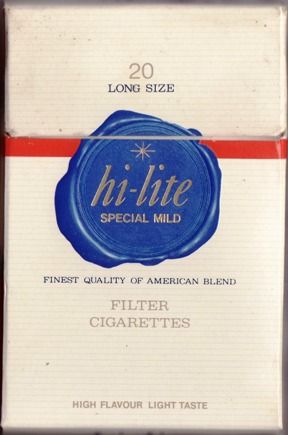 20
LONG SIZE
hi-lite
SPECIAL MILD
FINEST QUALITY OF AMERICAN BLEND
FILTER
CIGARETTES
HIGH FLAVOUR LIGHT TASTE